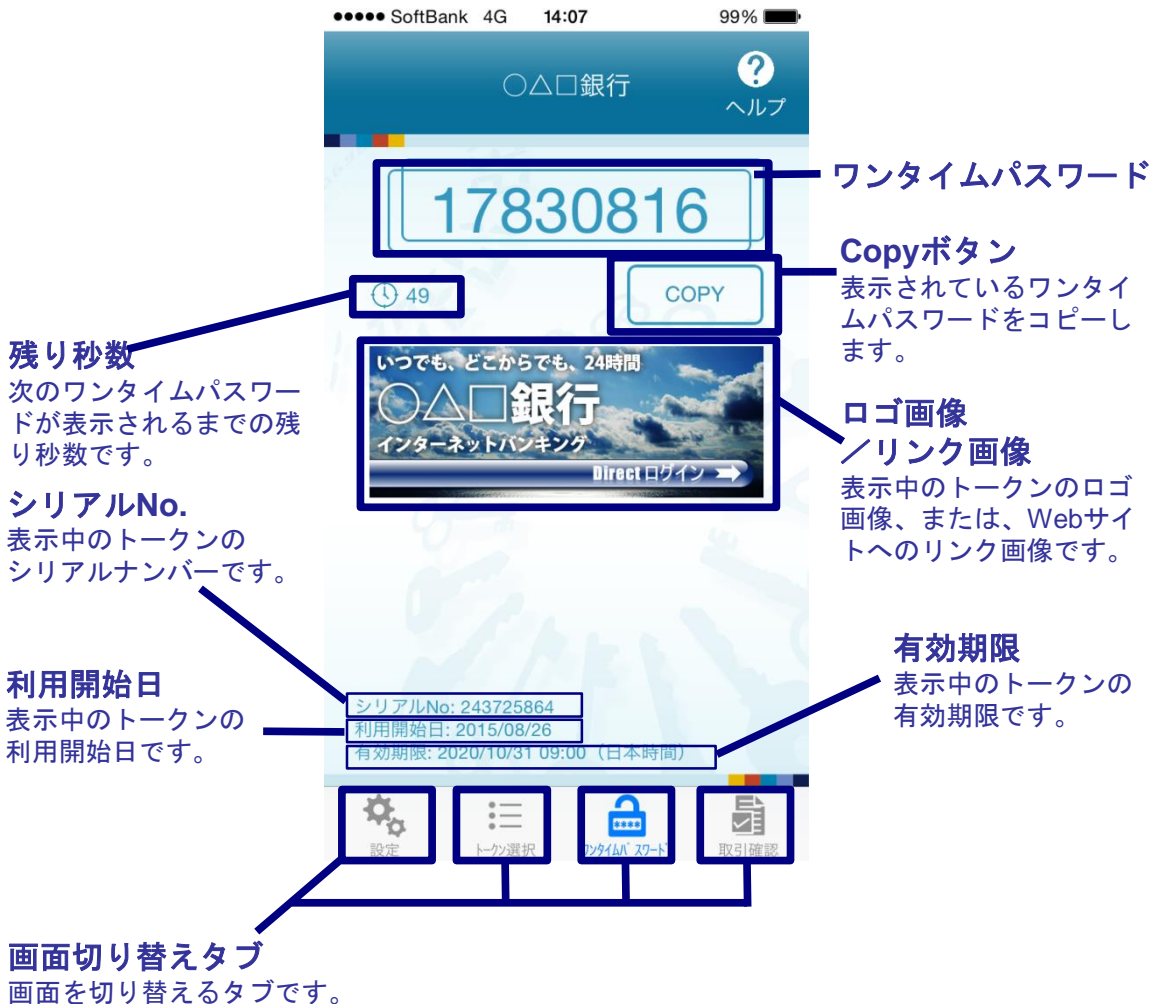 ●●●●● SoftBank 4G 14:07 99%
○△□銀行
?
ヘルプ
17830816
ワンタイムパスワード
49
COPY
Copyボタン
表示されているワンタイ
ムパスワードをコピーし
ます。
残り秒数
次のワンタイムパスワー
ドが表示されるまでの残
り秒数です。
いつでも、どこからでも、24時間
○△□銀行
インターネットバンキング
Direct ログイン
ロゴ画像
／リンク画像
表示中のトークンのロゴ
画像、または、Webサイ
トへのリンク画像です。
シリアルNo.
表示中のトークンの
シリアルナンバーです。
利用開始日
表示中のトークンの
利用開始日です。
有効期限
表示中のトークンの
有効期限です。
シリアルNo: 243725864
利用開始日: 2015/08/26
有効期限: 2020/10/31 09:00（日本時間）
設定
トークン選択
****
ワンタイムパスワード
取引確認
画面切り替えタブ
画面を切り替えるタブです。